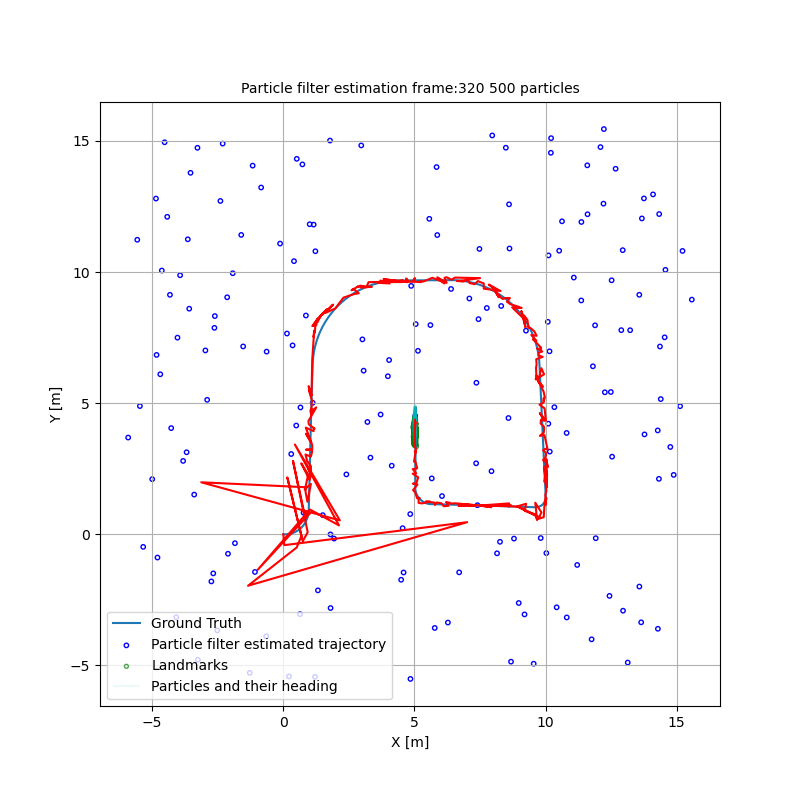 Particle filter estimation frame:320 500 particles
Y [m]
15
10
5
0
−5
Ground Truth
Particle filter estimated trajectory
Landmarks
Particles and their heading
−5 0 5 10 15
X [m]